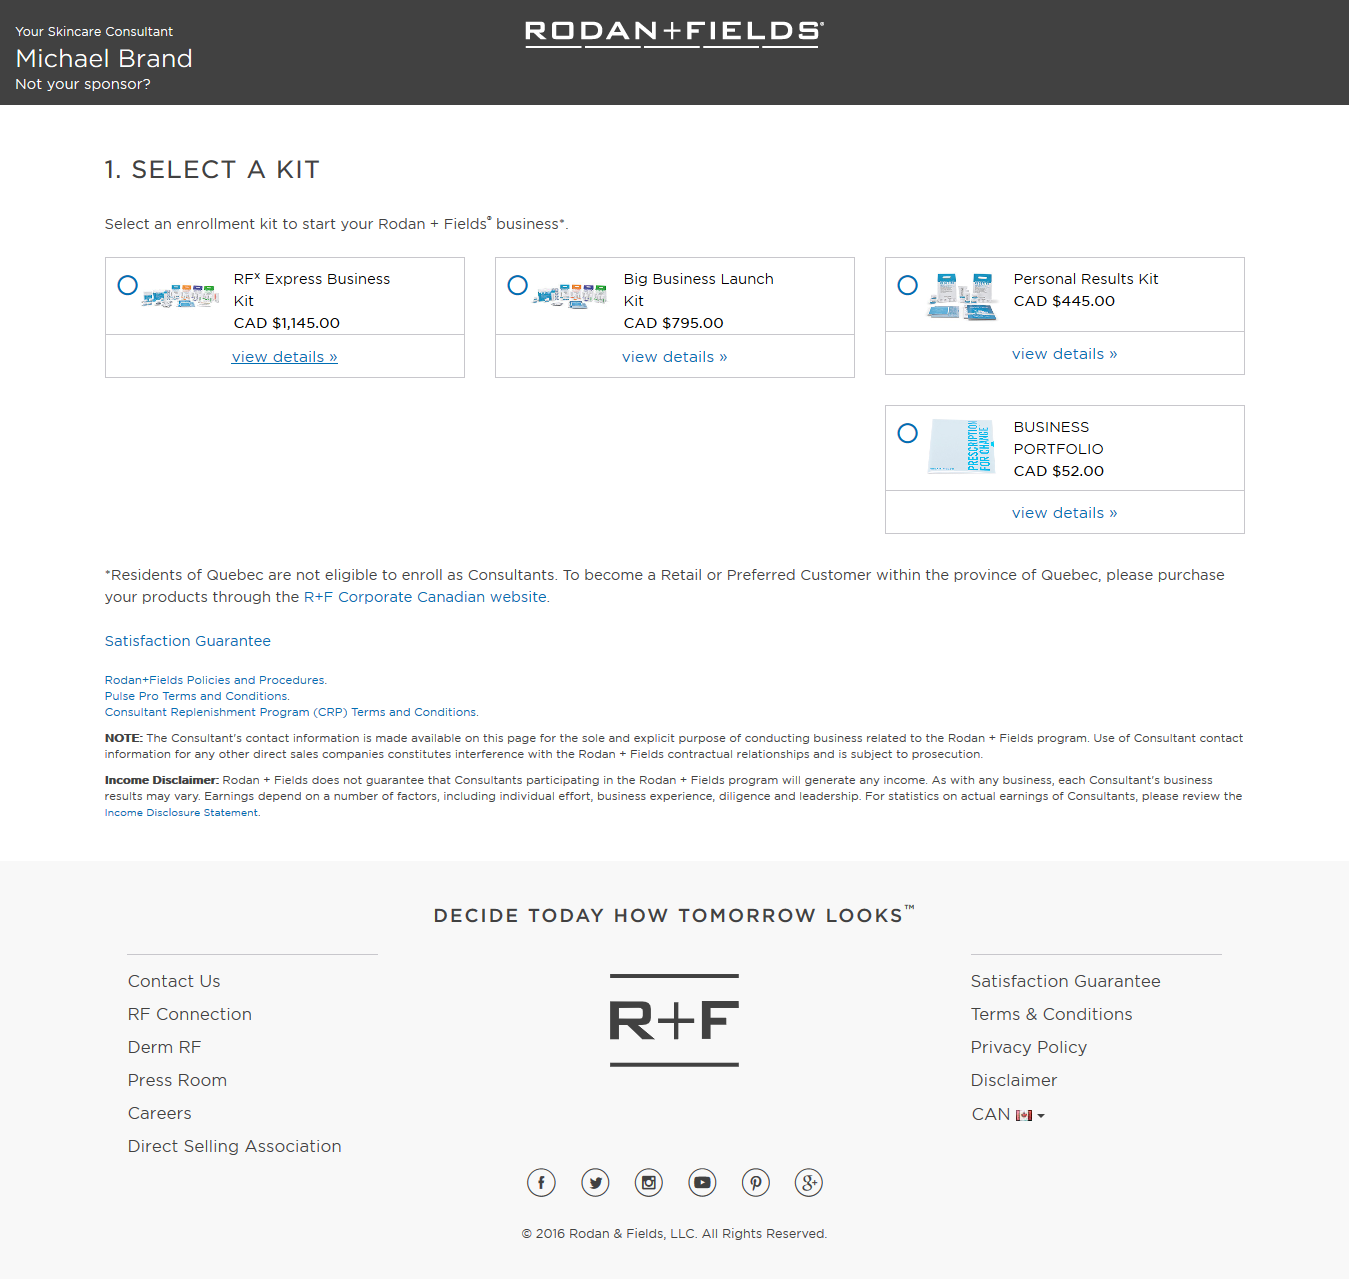 Your Skincare Consultant
Michael Brand
Not your sponsor?
RODAN+FIELDS®
1. SELECT A KIT
Select an enrollment kit to start your Rodan + Fields® business*.
RFx Express Business
Kit
CAD $1,145.00
view details »
Big Business Launch
Kit
CAD $795.00
view details »
Personal Results Kit
CAD $445.00
view details »
PRESCRIPTION
FOR CHANGE
BUSINESS
PORTFOLIO
CAD $52.00
view details »
*Residents of Quebec are not eligible to enroll as Consultants. To become a Retail or Preferred Customer within the province of Quebec, please purchase
your products through the R+F Corporate Canadian website.
Satisfaction Guarantee
Rodan+Fields Policies and Procedures.
Pulse Pro Terms and Conditions.
Consultant Replenishment Program (CRP) Terms and Conditions.
NOTE: The Consultant's contact information is made available on this page for the sole and explicit purpose of conducting business related to the Rodan + Fields program. Use of Consultant contact
information for any other direct sales companies constitutes interference with the Rodan + Fields contractual relationships and is subject to prosecution.
Income Disclaimer: Rodan + Fields does not guarantee that Consultants participating in the Rodan + Fields program will generate any income. As with any business, each Consultant's business
results may vary. Earnings depend on a number of factors, including individual effort, business experience, diligence and leadership. For statistics on actual earnings of Consultants, please review the
Income Disclosure Statement.
DECIDE TODAY HOW TOMORROW LOOKS™
Contact Us
RF Connection
Derm RF
Press Room
Careers
Direct Selling Association
R+F
Satisfaction Guarantee
Terms & Conditions
Privacy Policy
Disclaimer
CAN
© 2016 Rodan & Fields, LLC. All Rights Reserved.